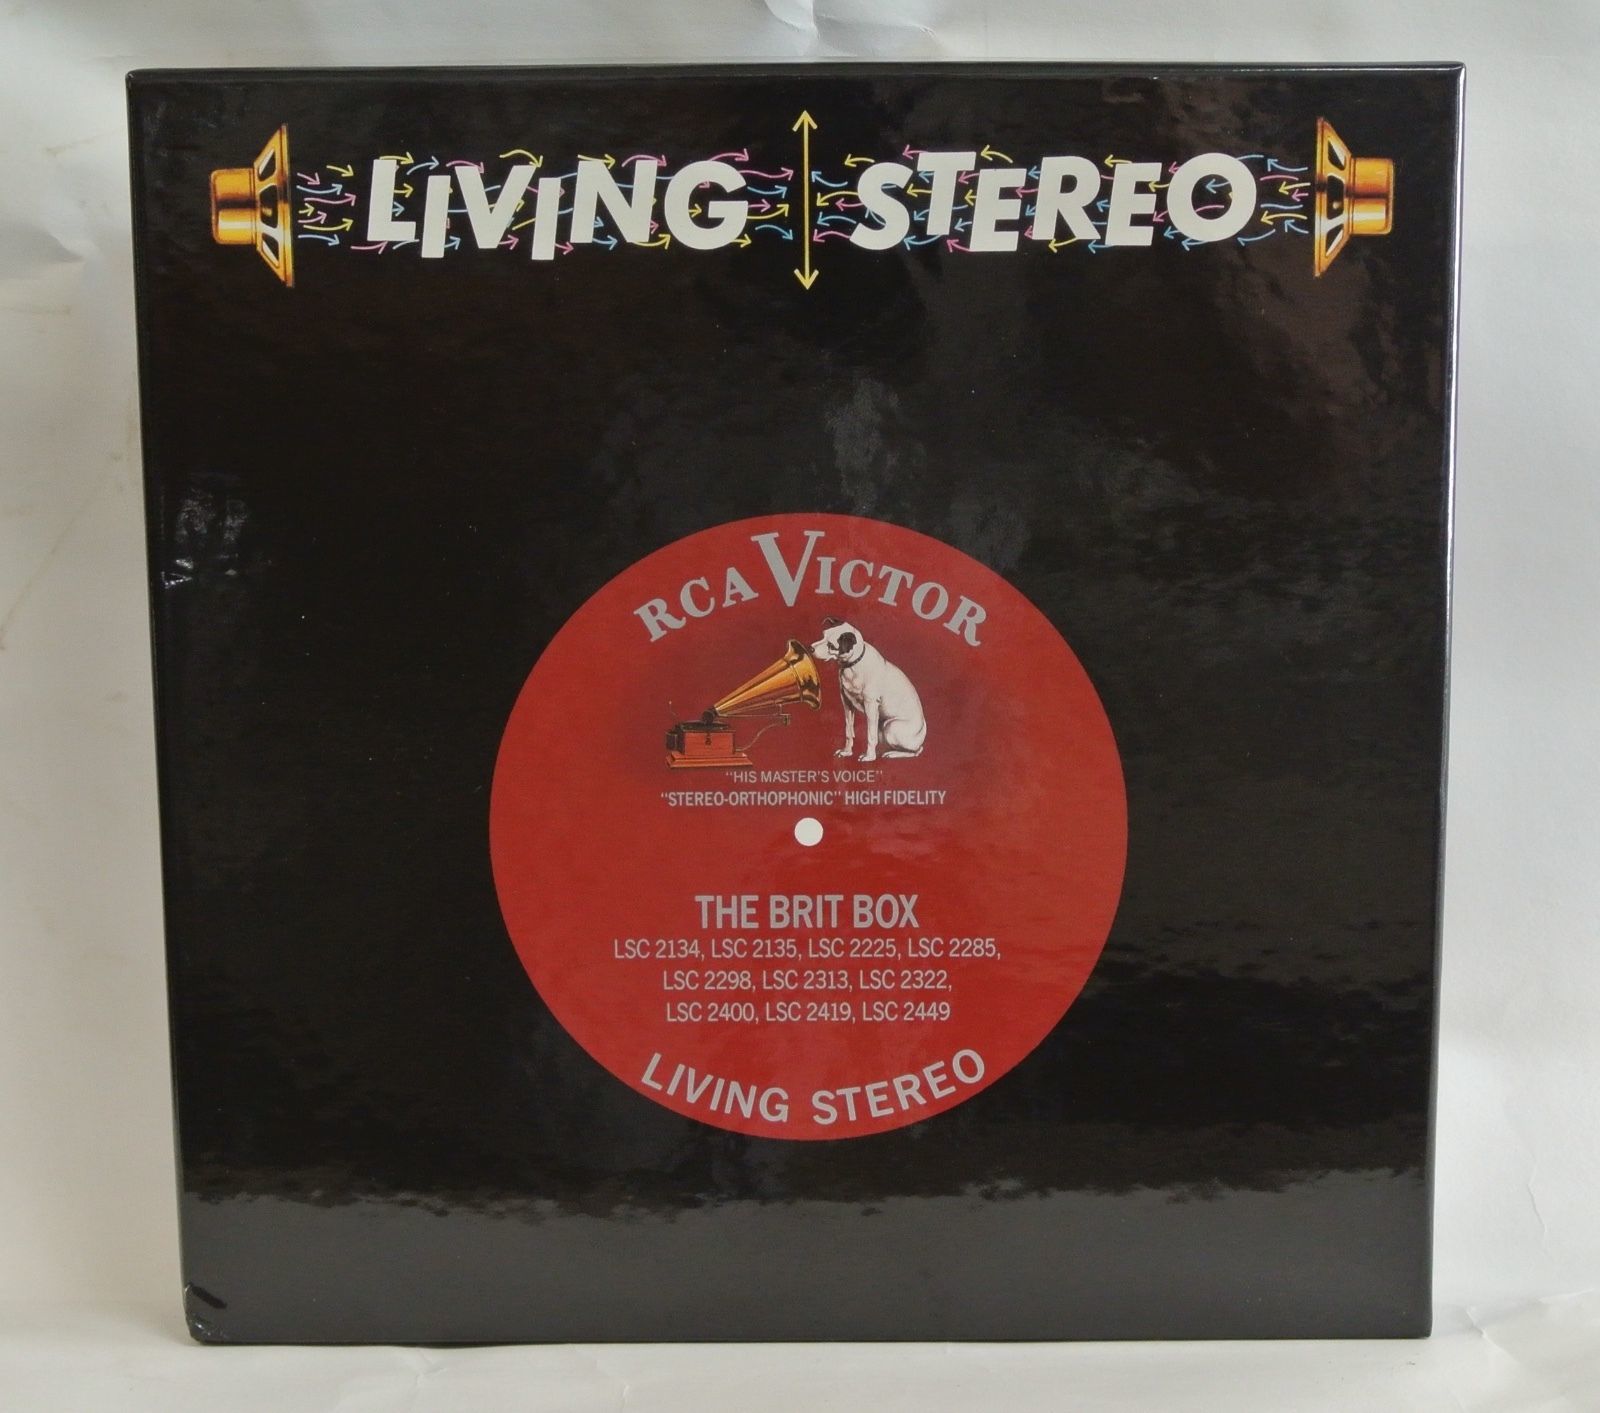 LIVING STEREO
RCA VICTOR
"HIS MASTER'S VOICE"
"STEREO-ORTHOPHONIC" HIGH FIDELITY
THE BRIT BOX
LSC 2134, LSC 2135, LSC 2225, LSC 2285,
LSC 2298, LSC 2313, LSC 2322,
LSC 2400, LSC 2419, LSC 2449
LIVING STEREO